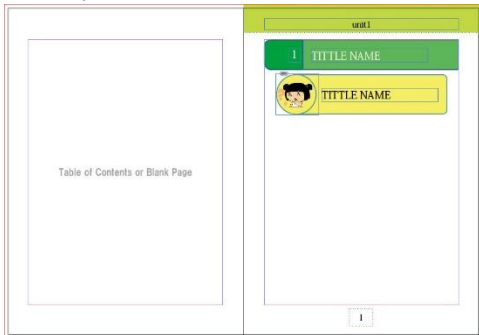 Table of Contents or Blank Page
unit1
1 TITTLE NAME
TITTLE NAME
1